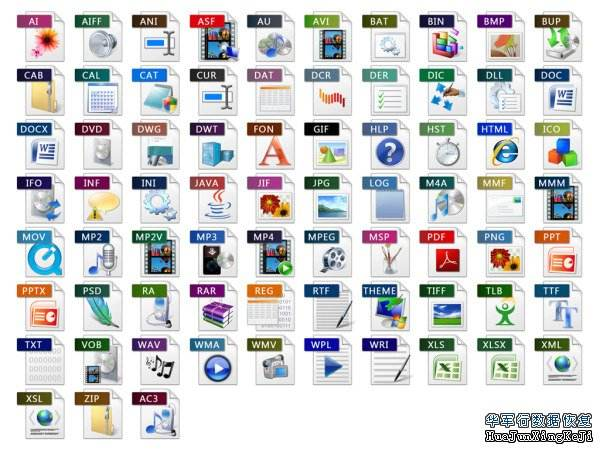 AI AIFF ANI ASF AU AVI BAT BIN BMP BUP
CAB CAL CAT CUR DAT DCR DER DIC DLL DOC
DOCX DVD DWG DWT FON GIF HLP HST HTML ICO
IFO INF INI JAVA JIF JPG LOG M4A MMF MMM
MOV MP2 MP2V MP3 MP4 MPEG MSP PDF PNG PPT
PPTX PSD RA RAR REG RTF THEME TIFF TLB TTF
TXT VOB WAV WMA WMV WPL WRI XLS XLSX XML
XSL ZIP AC3
华军行数据恢复
HuaJunXingKeJi